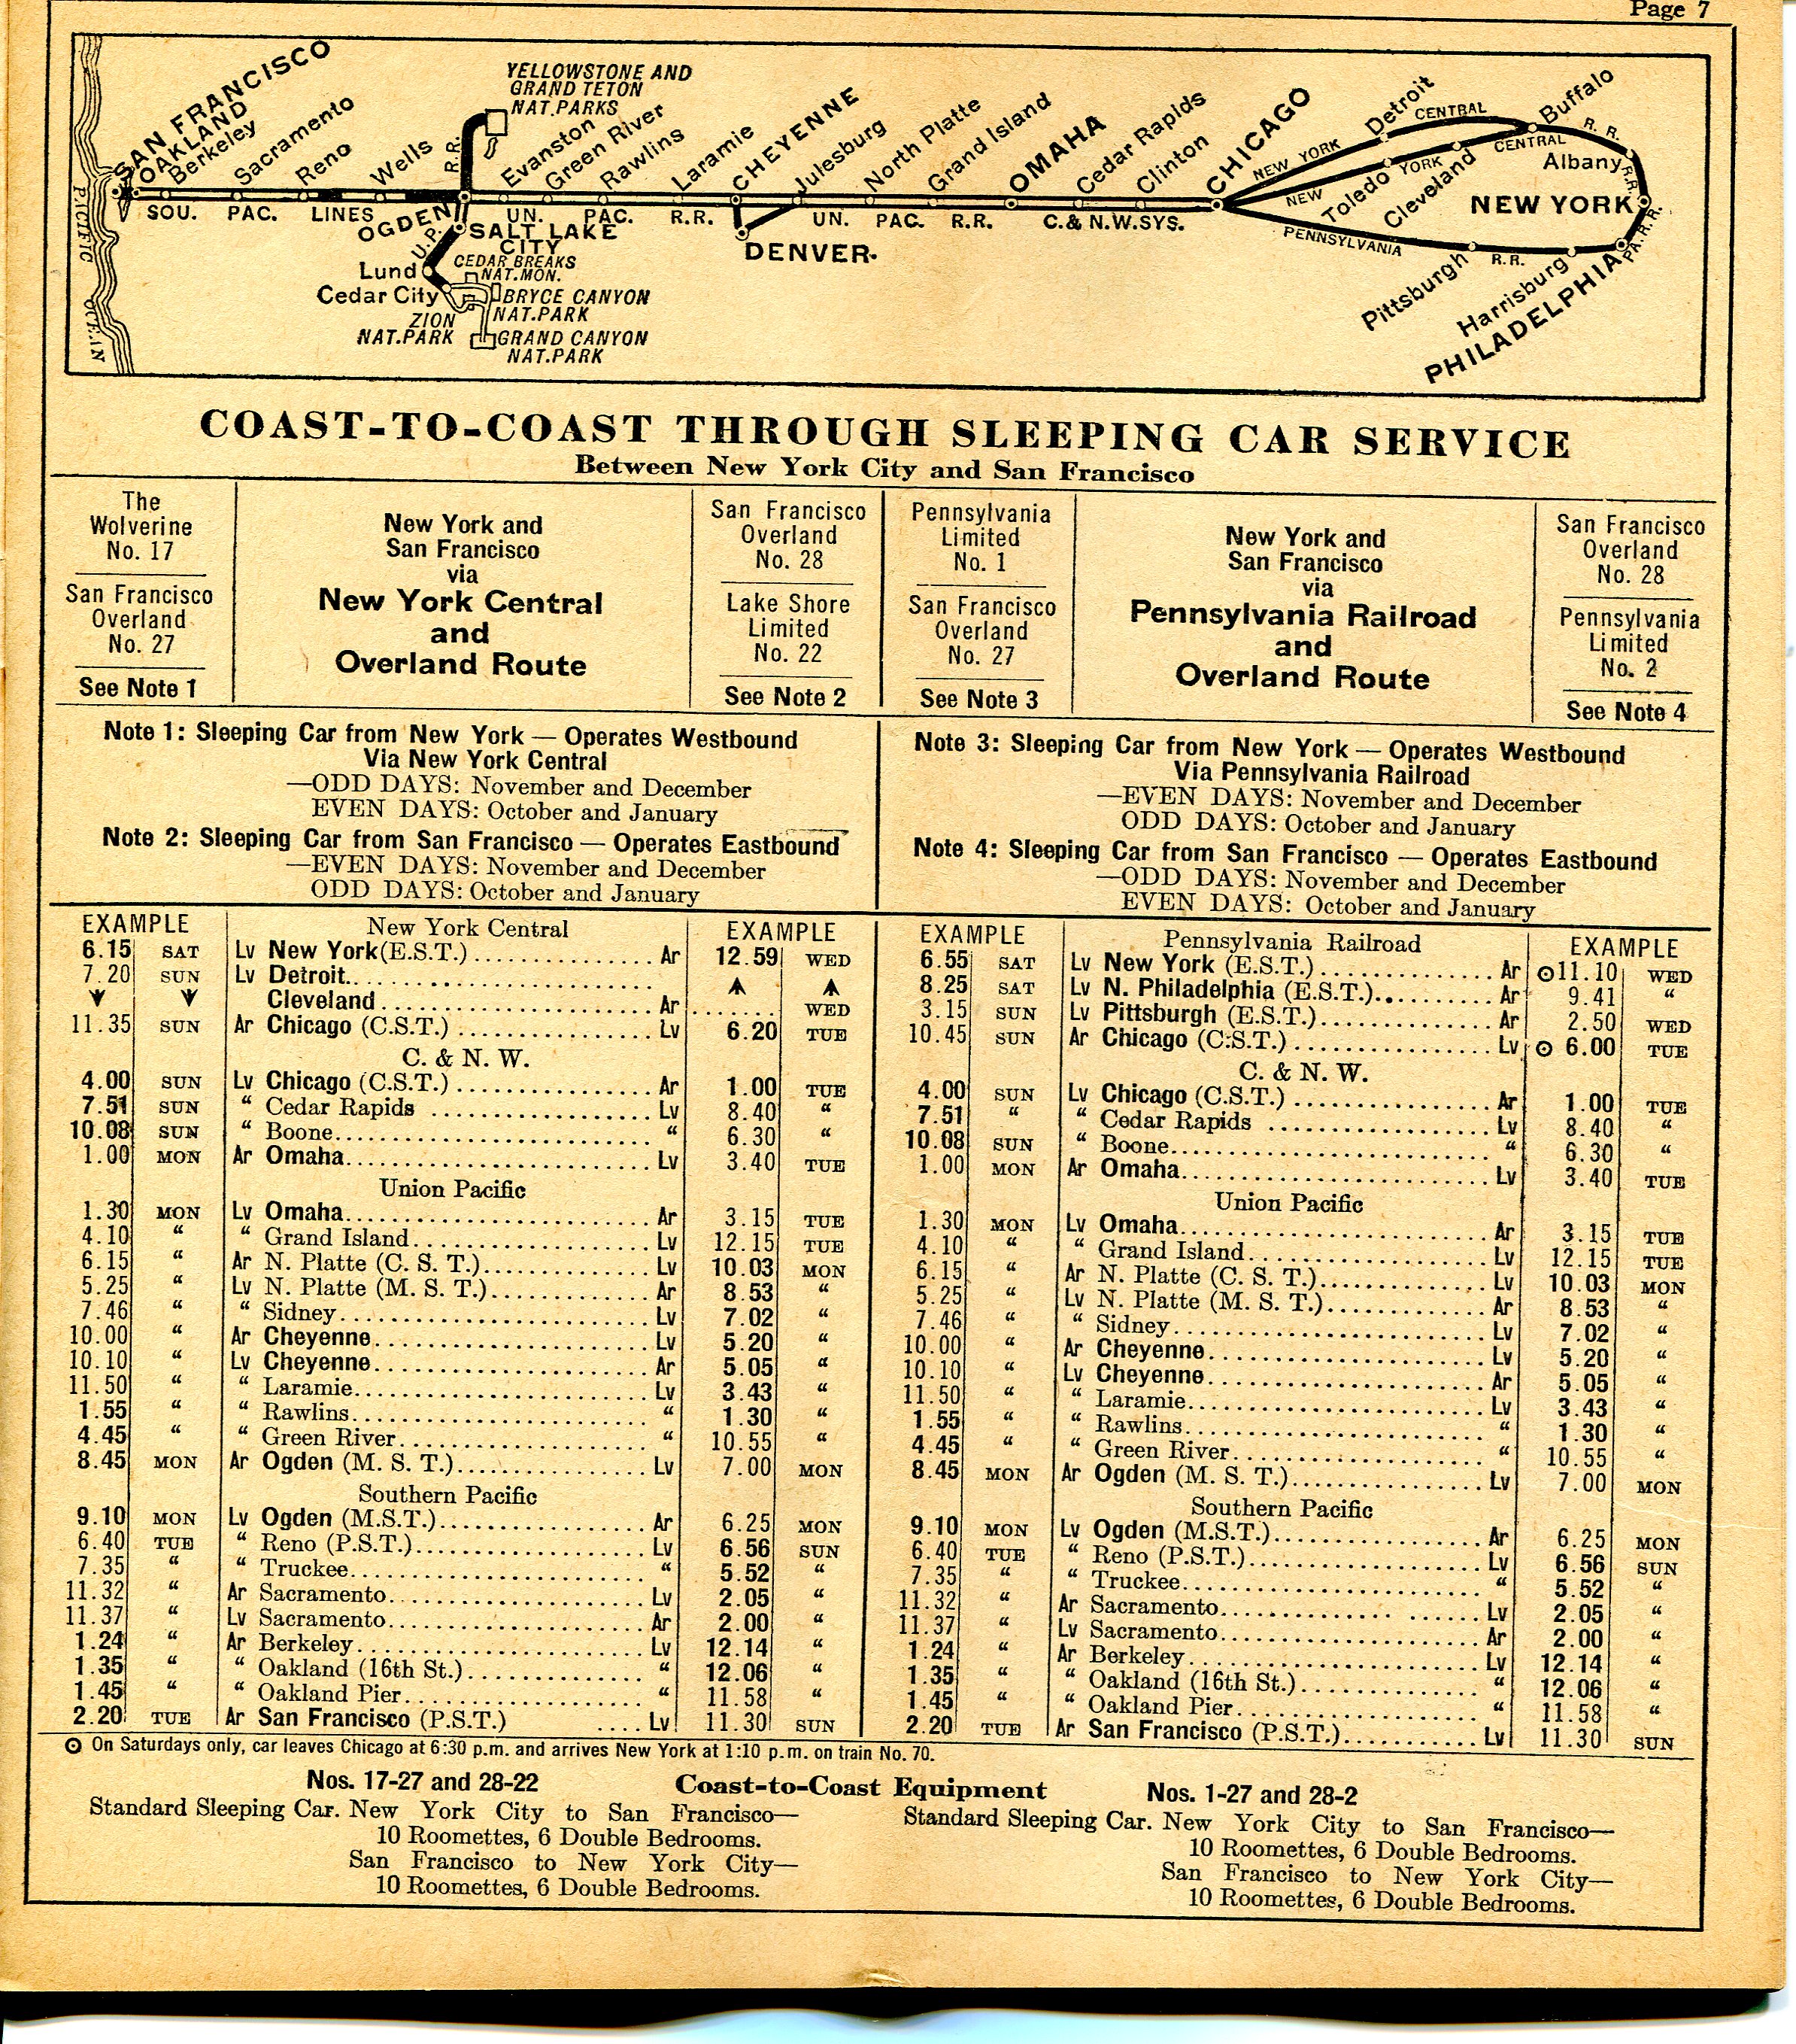 Page 7
SAN FRANCISCO
OAKLAND
Berkeley
Sacramento
Reno
Wells
R.R.
YELLOWSTONE AND
GRAND TETON
NAT. PARKS
Evanston
Green River
Rawlins
Laramie
CHEYENNE
Julesburg
North Platte
Grand Island
OMAHA
Cedar Rapids
Clinton
CHICAGO
NEW YORK CENTRAL R. R.
Detroit
Buffalo
NEW YORK CENTRAL
Toledo
Cleveland
Albany
R.R.
NEW YORK
PA. R.R.
PENNSYLVANIA R.R.
Pittsburgh
Harrisburg
PHILADELPHIA
PACIFIC OCEAN
SOU. PAC. LINES
OGDEN
UN. PAC. R.R.
UN. PAC. R.R.
C.& N.W.SYS.
U.P.
SALT LAKE
CITY
DENVER
CEDAR BREAKS
NAT. MON.
Lund
Cedar City
BRYCE CANYON
NAT. PARK
ZION
NAT. PARK
GRAND CANYON
NAT. PARK
COAST-TO-COAST THROUGH SLEEPING CAR SERVICE
Between New York City and San Francisco
The
Wolverine
No. 17
San Francisco
Overland
No. 27
See Note 1
New York and
San Francisco
via
New York Central
and
Overland Route
San Francisco
Overland
No. 28
Lake Shore
Limited
No. 22
See Note 2
Pennsylvania
Limited
No. 1
San Francisco
Overland
No. 27
See Note 3
New York and
San Francisco
via
Pennsylvania Railroad
and
Overland Route
San Francisco
Overland
No. 28
Pennsylvania
Limited
No. 2
See Note 4
Note 1: Sleeping Car from New York — Operates Westbound
Via New York Central
—ODD DAYS: November and December
EVEN DAYS: October and January
Note 2: Sleeping Car from San Francisco — Operates Eastbound
—EVEN DAYS: November and December
ODD DAYS: October and January
Note 3: Sleeping Car from New York — Operates Westbound
Via Pennsylvania Railroad
—EVEN DAYS: November and December
ODD DAYS: October and January
Note 4: Sleeping Car from San Francisco — Operates Eastbound
—ODD DAYS: November and December
EVEN DAYS: October and January
EXAMPLE New York Central EXAMPLE
6.15 SAT Lv New York(E.S.T.) Ar 12.59 WED
7.20 SUN Lv Detroit
Cleveland Ar WED
11.35 SUN Ar Chicago (C.S.T.) Lv 6.20 TUE
C. & N. W.
4.00 SUN Lv Chicago (C.S.T.) Ar 1.00 TUE
7.51 SUN “ Cedar Rapids Lv 8.40 “
10.08 SUN “ Boone “ 6.30 “
1.00 MON Ar Omaha Lv 3.40 TUE
Union Pacific
1.30 MON Lv Omaha Ar 3.15 TUE
4.10 “ “ Grand Island Lv 12.15 TUE
6.15 “ Ar N. Platte (C. S. T.) Lv 10.03 MON
5.25 “ Lv N. Platte (M. S. T.) Ar 8.53 “
7.46 “ “ Sidney Lv 7.02 “
10.00 “ Ar Cheyenne Lv 5.20 “
10.10 “ Lv Cheyenne Ar 5.05 “
11.50 “ “ Laramie Lv 3.43 “
1.55 “ “ Rawlins “ 1.30 “
4.45 “ “ Green River “ 10.55 “
8.45 MON Ar Ogden (M. S. T.) Lv 7.00 MON
Southern Pacific
9.10 MON Lv Ogden (M.S.T.) Ar 6.25 MON
6.40 TUE “ Reno (P.S.T.) Lv 6.56 SUN
7.35 “ “ Truckee “ 5.52 “
11.32 “ Ar Sacramento Lv 2.05 “
11.37 “ Lv Sacramento Ar 2.00 “
1.24 “ Ar Berkeley Lv 12.14 “
1.35 “ “ Oakland (16th St.) “ 12.06 “
1.45 “ “ Oakland Pier “ 11.58 “
2.20 TUE Ar San Francisco (P.S.T.) Lv 11.30 SUN
EXAMPLE Pennsylvania Railroad EXAMPLE
6.55 SAT Lv New York (E.S.T.) Ar ⊙11.10 WED
8.25 SAT Lv N. Philadelphia (E.S.T.) Ar 9.41 “
3.15 SUN Lv Pittsburgh (E.S.T.) Ar 2.50 WED
10.45 SUN Ar Chicago (C.S.T.) Lv ⊙ 6.00 TUE
C. & N. W.
4.00 SUN Lv Chicago (C.S.T.) Ar 1.00 TUE
7.51 “ “ Cedar Rapids Lv 8.40 “
10.08 SUN “ Boone “ 6.30 “
1.00 MON Ar Omaha Lv 3.40 TUE
Union Pacific
1.30 MON Lv Omaha Ar 3.15 TUE
4.10 “ “ Grand Island Lv 12.15 TUE
6.15 “ Ar N. Platte (C. S. T.) Lv 10.03 MON
5.25 “ Lv N. Platte (M. S. T.) Ar 8.53 “
7.46 “ “ Sidney Lv 7.02 “
10.00 “ Ar Cheyenne Lv 5.20 “
10.10 “ Lv Cheyenne Ar 5.05 “
11.50 “ “ Laramie Lv 3.43 “
1.55 “ “ Rawlins “ 1.30 “
4.45 “ “ Green River “ 10.55 “
8.45 MON Ar Ogden (M. S. T.) Lv 7.00 MON
Southern Pacific
9.10 MON Lv Ogden (M.S.T.) Ar 6.25 MON
6.40 TUE “ Reno (P.S.T.) Lv 6.56 SUN
7.35 “ “ Truckee “ 5.52 “
11.32 “ Ar Sacramento Lv 2.05 “
11.37 “ Lv Sacramento Ar 2.00 “
1.24 “ Ar Berkeley Lv 12.14 “
1.35 “ “ Oakland (16th St.) “ 12.06 “
1.45 “ “ Oakland Pier “ 11.58 “
2.20 TUE Ar San Francisco (P.S.T.) Lv 11.30 SUN
⊙ On Saturdays only, car leaves Chicago at 6:30 p.m. and arrives New York at 1:10 p.m. on train No. 70.
Coast-to-Coast Equipment
Nos. 17-27 and 28-22
Standard Sleeping Car. New York City to San Francisco—
10 Roomettes, 6 Double Bedrooms.
San Francisco to New York City—
10 Roomettes, 6 Double Bedrooms.
Nos. 1-27 and 28-2
Standard Sleeping Car. New York City to San Francisco—
10 Roomettes, 6 Double Bedrooms.
San Francisco to New York City—
10 Roomettes, 6 Double Bedrooms.